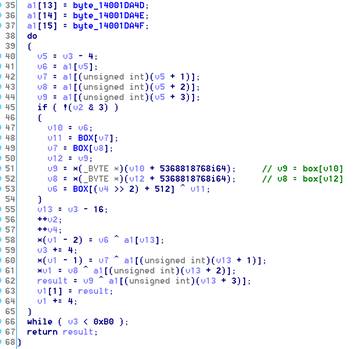 35 a1[13] = byte_14001DA4D;
36 a1[14] = byte_14001DA4E;
37 a1[15] = byte_14001DA4F;
38 do
39 {
40 v5 = v3 - 4;
41 v6 = a1[v5];
42 v7 = a1[(unsigned int)(v5 + 1)];
43 v8 = a1[(unsigned int)(v5 + 2)];
44 v9 = a1[(unsigned int)(v5 + 3)];
45 if ( !(v2 & 3) )
46 {
47 v10 = v6;
48 v11 = BOX[v7];
49 v7 = BOX[v8];
50 v12 = v9;
51 v9 = *(_BYTE *)(v10 + 5368818768i64); // v9 = box[v10]
52 v8 = *(_BYTE *)(v12 + 5368818768i64); // v8 = box[v12]
53 v6 = BOX[(v4 >> 2) + 512] ^ v11;
54 }
55 v13 = v3 - 16;
56 ++v2;
57 ++v4;
58 *(v1 - 2) = v6 ^ a1[v13];
59 v3 += 4;
60 *(v1 - 1) = v7 ^ a1[(unsigned int)(v13 + 1)];
61 *v1 = v8 ^ a1[(unsigned int)(v13 + 2)];
62 result = v9 ^ a1[(unsigned int)(v13 + 3)];
63 v1[1] = result;
64 v1 += 4;
65 }
66 while ( v3 < 0xB0 );
67 return result;
68 }